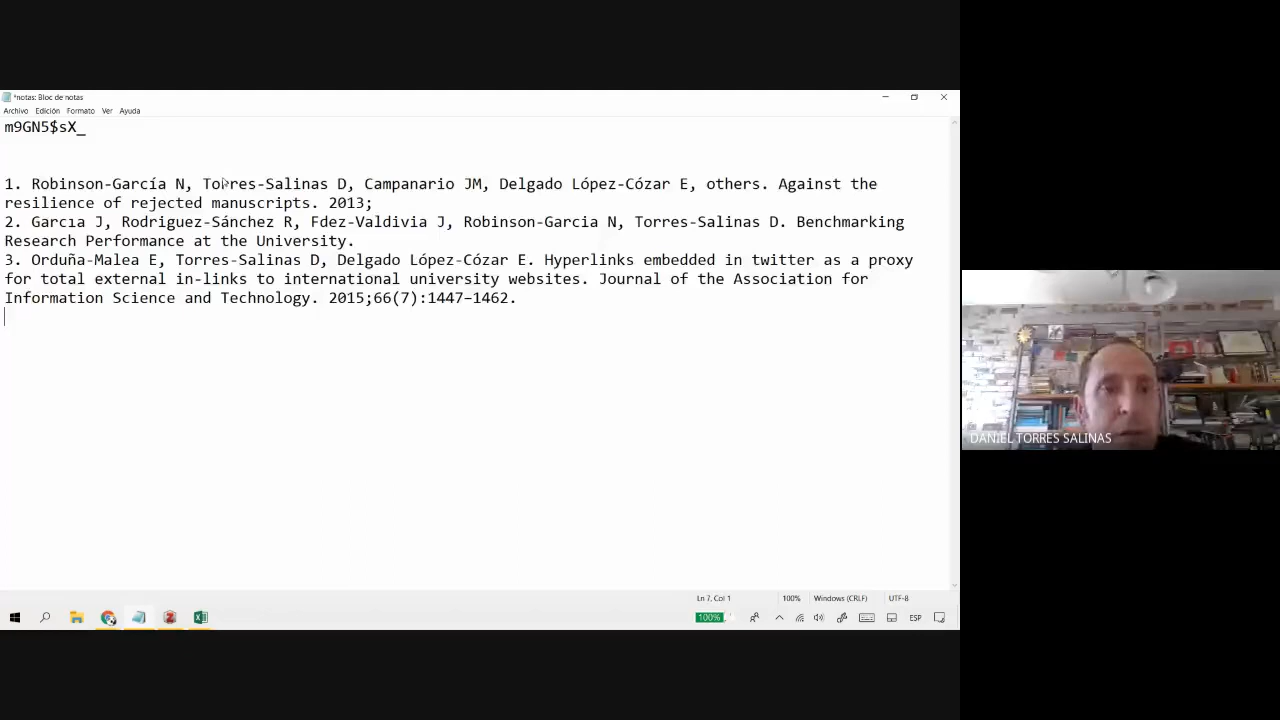 *notas: Bloc de notas
Archivo Edición Formato Ver Ayuda
m9GN5$sX_
1. Robinson-García N, Torres-Salinas D, Campanario JM, Delgado López-Cózar E, others. Against the
resilience of rejected manuscripts. 2013;
2. Garcıa J, Rodriguez-Sánchez R, Fdez-Valdivia J, Robinson-Garcia N, Torres-Salinas D. Benchmarking
Research Performance at the University.
3. Orduña-Malea E, Torres-Salinas D, Delgado López-Cózar E. Hyperlinks embedded in twitter as a proxy
for total external in-links to international university websites. Journal of the Association for
Information Science and Technology. 2015;66(7):1447–1462.
DANIEL TORRES SALINAS
Ln 7, Col 1 100% Windows (CRLF) UTF-8
100% ESP